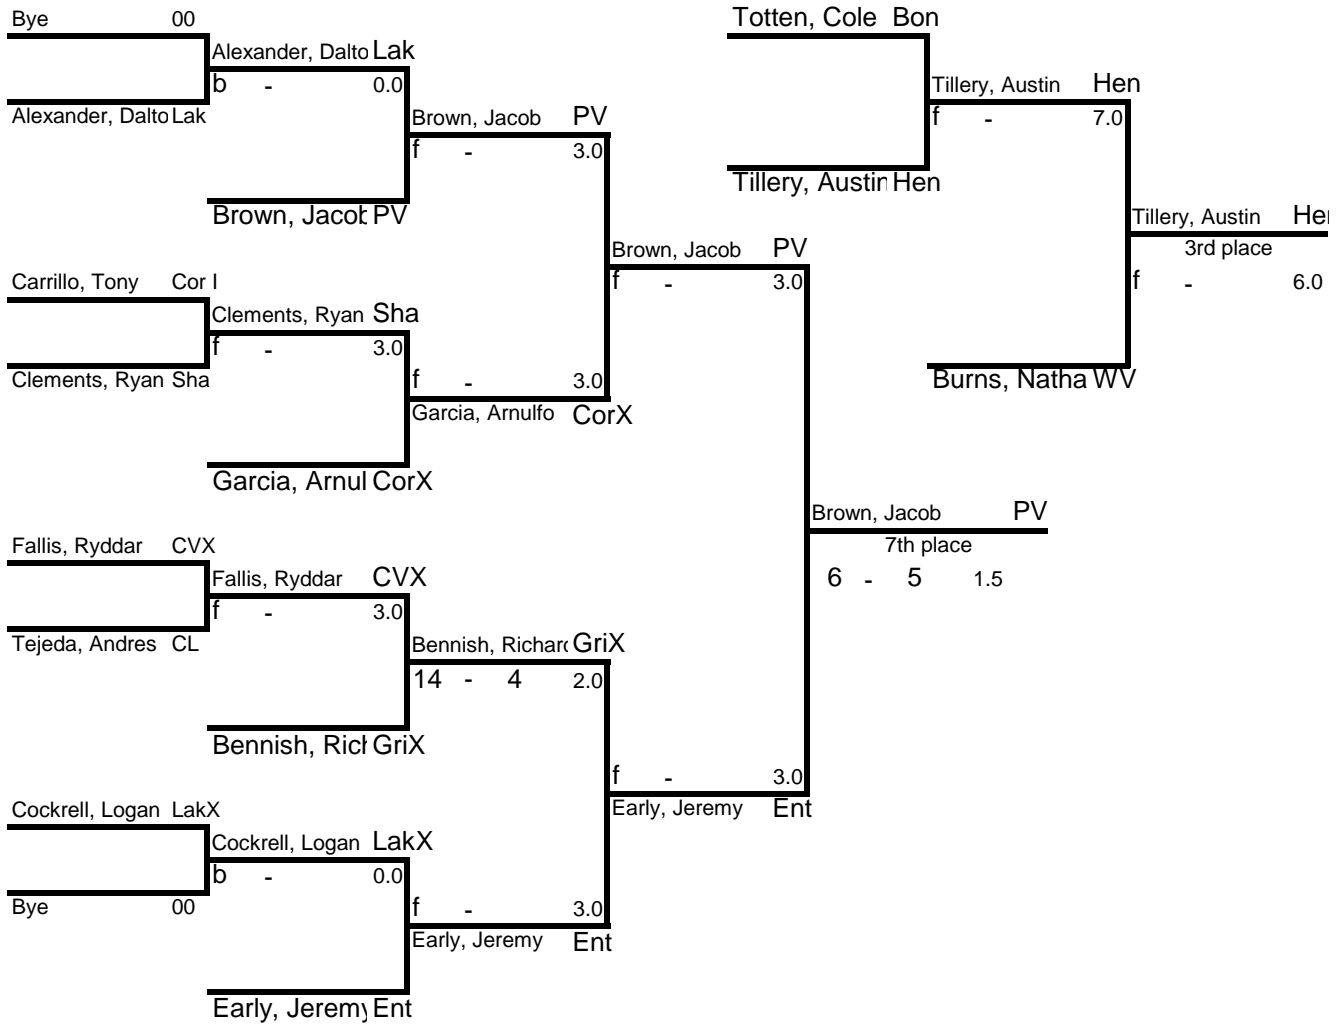 Bye 00
Alexander, Dalto Lak
b - 0.0
Alexander, Dalto Lak
Brown, Jacob PV
f - 3.0
Brown, Jacob PV
Carrillo, Tony Cor I
Clements, Ryan Sha
f - 3.0
Clements, Ryan Sha
f - 3.0
Garcia, Arnulfo CorX
Garcia, Arnul CorX
Brown, Jacob PV
f - 3.0
Fallis, Ryddar CVX
Fallis, Ryddar CVX
f - 3.0
Tejeda, Andres CL
Bennish, Richard GriX
14 - 4 2.0
Bennish, Rich GriX
Cockrell, Logan LakX
Cockrell, Logan LakX
b - 0.0
Bye 00
f - 3.0
Early, Jeremy Ent
Early, Jeremy Ent
f - 3.0
Early, Jeremy Ent
Brown, Jacob PV
7th place
6 - 5 1.5
Totten, Cole Bon
Tillery, Austin Hen
f - 7.0
Tillery, Austin Hen
Tillery, Austin Her
3rd place
f - 6.0
Burns, Natha WV